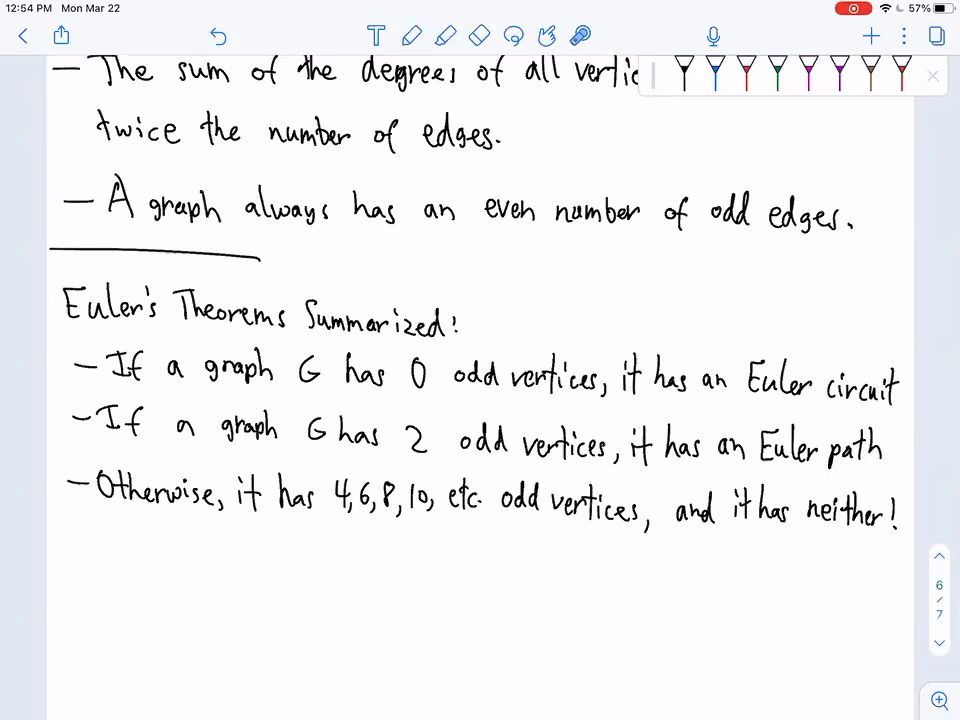 12:54 PM Mon Mar 22
57%
T
— The sum of the degrees of all
twice the number of edges.
— A graph always has an even number of odd edges.
Euler's Theorems Summarized:
- If a graph G has 0 odd vertices, it has an Euler circuit
- If a graph G has 2 odd vertices, it has an Euler path
- Otherwise, it has 4, 6, 8, 10, etc. odd vertices, and it has neither!
6
/
7